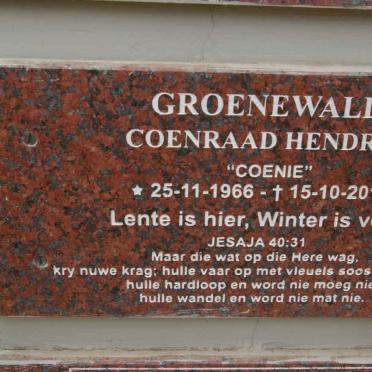 GROENEWALD
COENRAAD HENDR
"COENIE"
★ 25-11-1966 - † 15-10-201
Lente is hier, Winter is v
JESAJA 40:31
Maar die wat op die Here wag,
kry nuwe krag; hulle vaar op met vleuels soos
hulle hardloop en word nie moeg nie
hulle wandel en word nie mat nie.